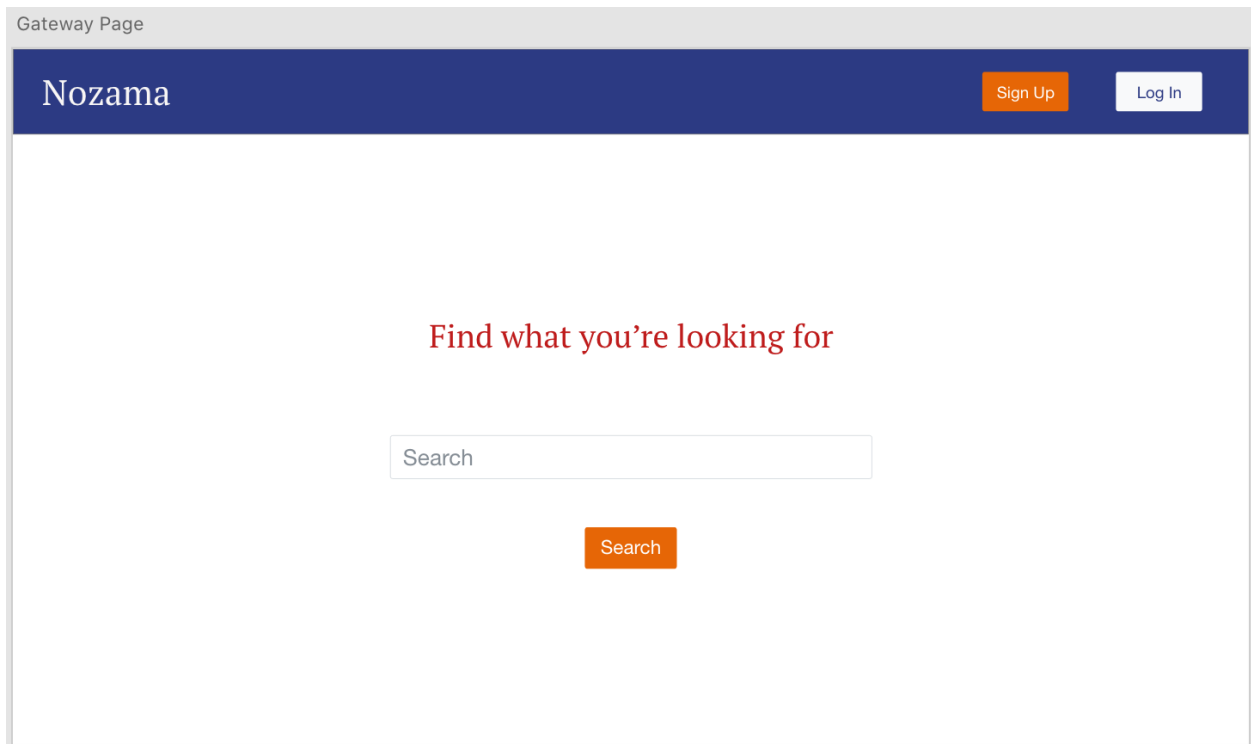 Gateway Page
Nozama
Sign Up
Log In
Find what you’re looking for
Search
Search